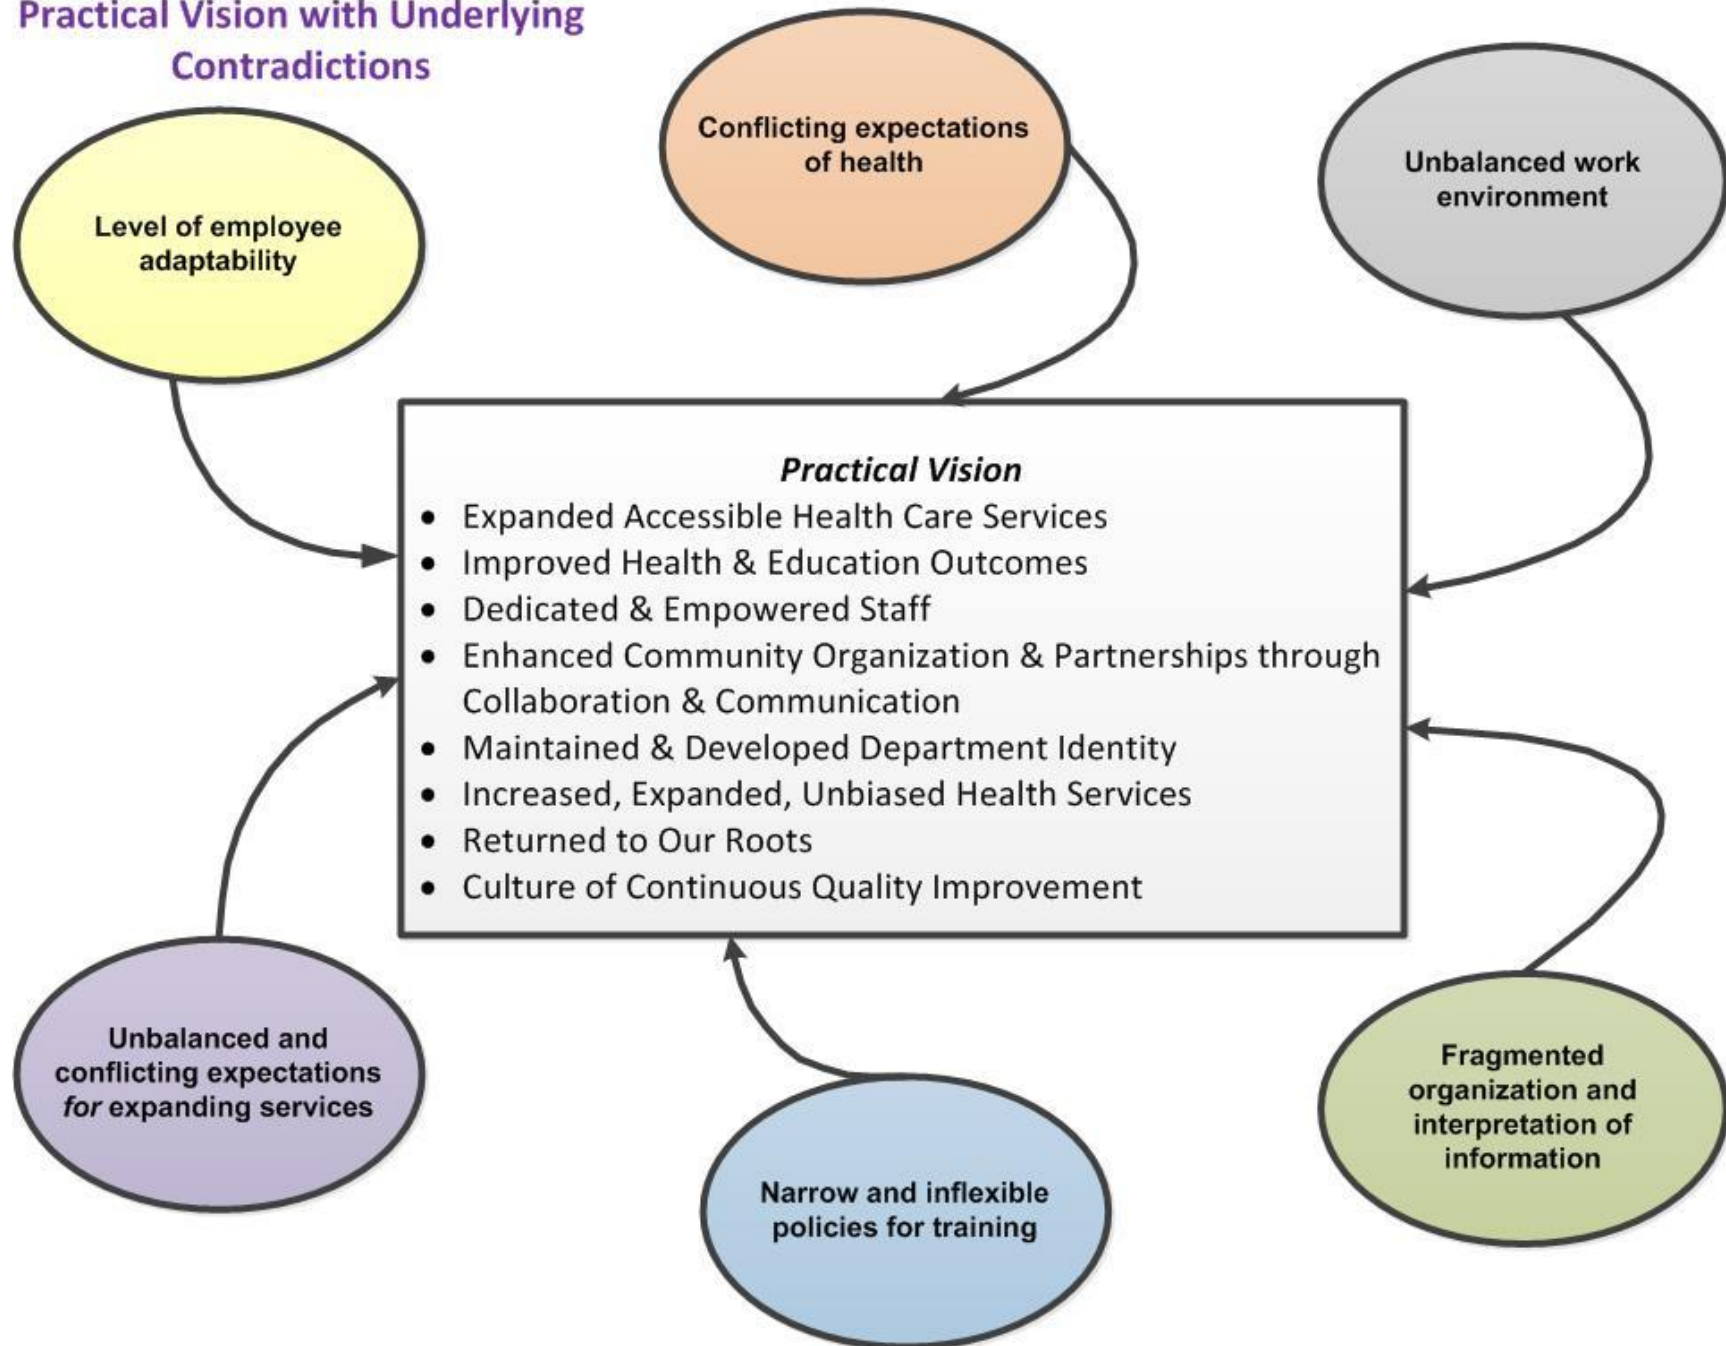 Practical Vision with Underlying
Contradictions
Level of employee
adaptability
Conflicting expectations
of health
Unbalanced work
environment
Practical Vision
• Expanded Accessible Health Care Services
• Improved Health & Education Outcomes
• Dedicated & Empowered Staff
• Enhanced Community Organization & Partnerships through
Collaboration & Communication
• Maintained & Developed Department Identity
• Increased, Expanded, Unbiased Health Services
• Returned to Our Roots
• Culture of Continuous Quality Improvement
Unbalanced and
conflicting expectations
for expanding services
Narrow and inflexible
policies for training
Fragmented
organization and
interpretation of
information